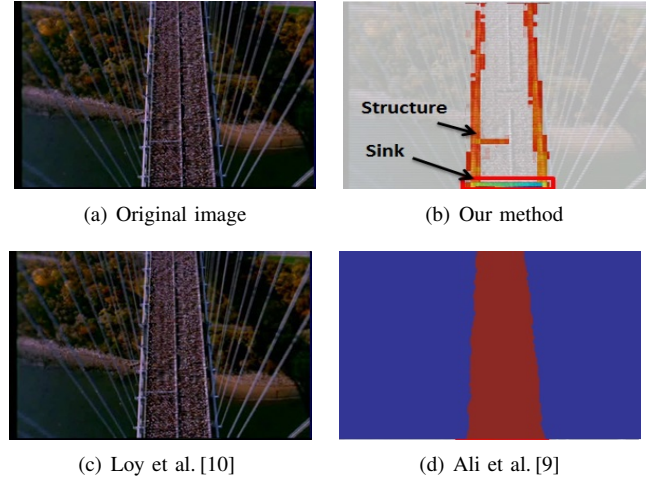 Structure
Sink
(a) Original image
(b) Our method
(c) Loy et al. [10]
(d) Ali et al. [9]